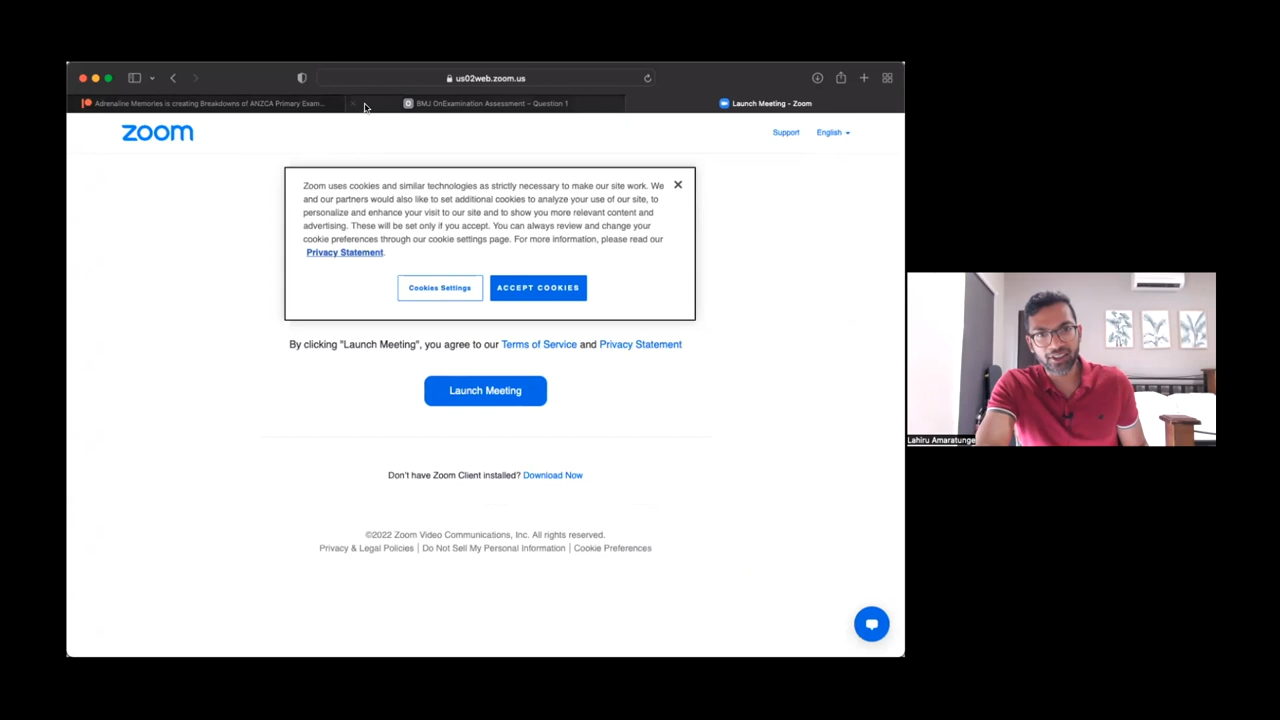 us02web.zoom.us
Adrenaline Memories is creating Breakdowns of ANZCA Primary Exam...
BMJ OnExamination Assessment – Question 1
Launch Meeting - Zoom
zoom
Support
English
Zoom uses cookies and similar technologies as strictly necessary to make our site work. We
and our partners would also like to set additional cookies to analyze your use of our site, to
personalize and enhance your visit to our site and to show you more relevant content and
advertising. These will be set only if you accept. You can always review and change your
cookie preferences through our cookie settings page. For more information, please read our
Privacy Statement.
Cookies Settings
ACCEPT COOKIES
By clicking "Launch Meeting", you agree to our Terms of Service and Privacy Statement
Launch Meeting
Don't have Zoom Client installed? Download Now
©2022 Zoom Video Communications, Inc. All rights reserved.
Privacy & Legal Policies | Do Not Sell My Personal Information | Cookie Preferences
Lahiru Amaratunge